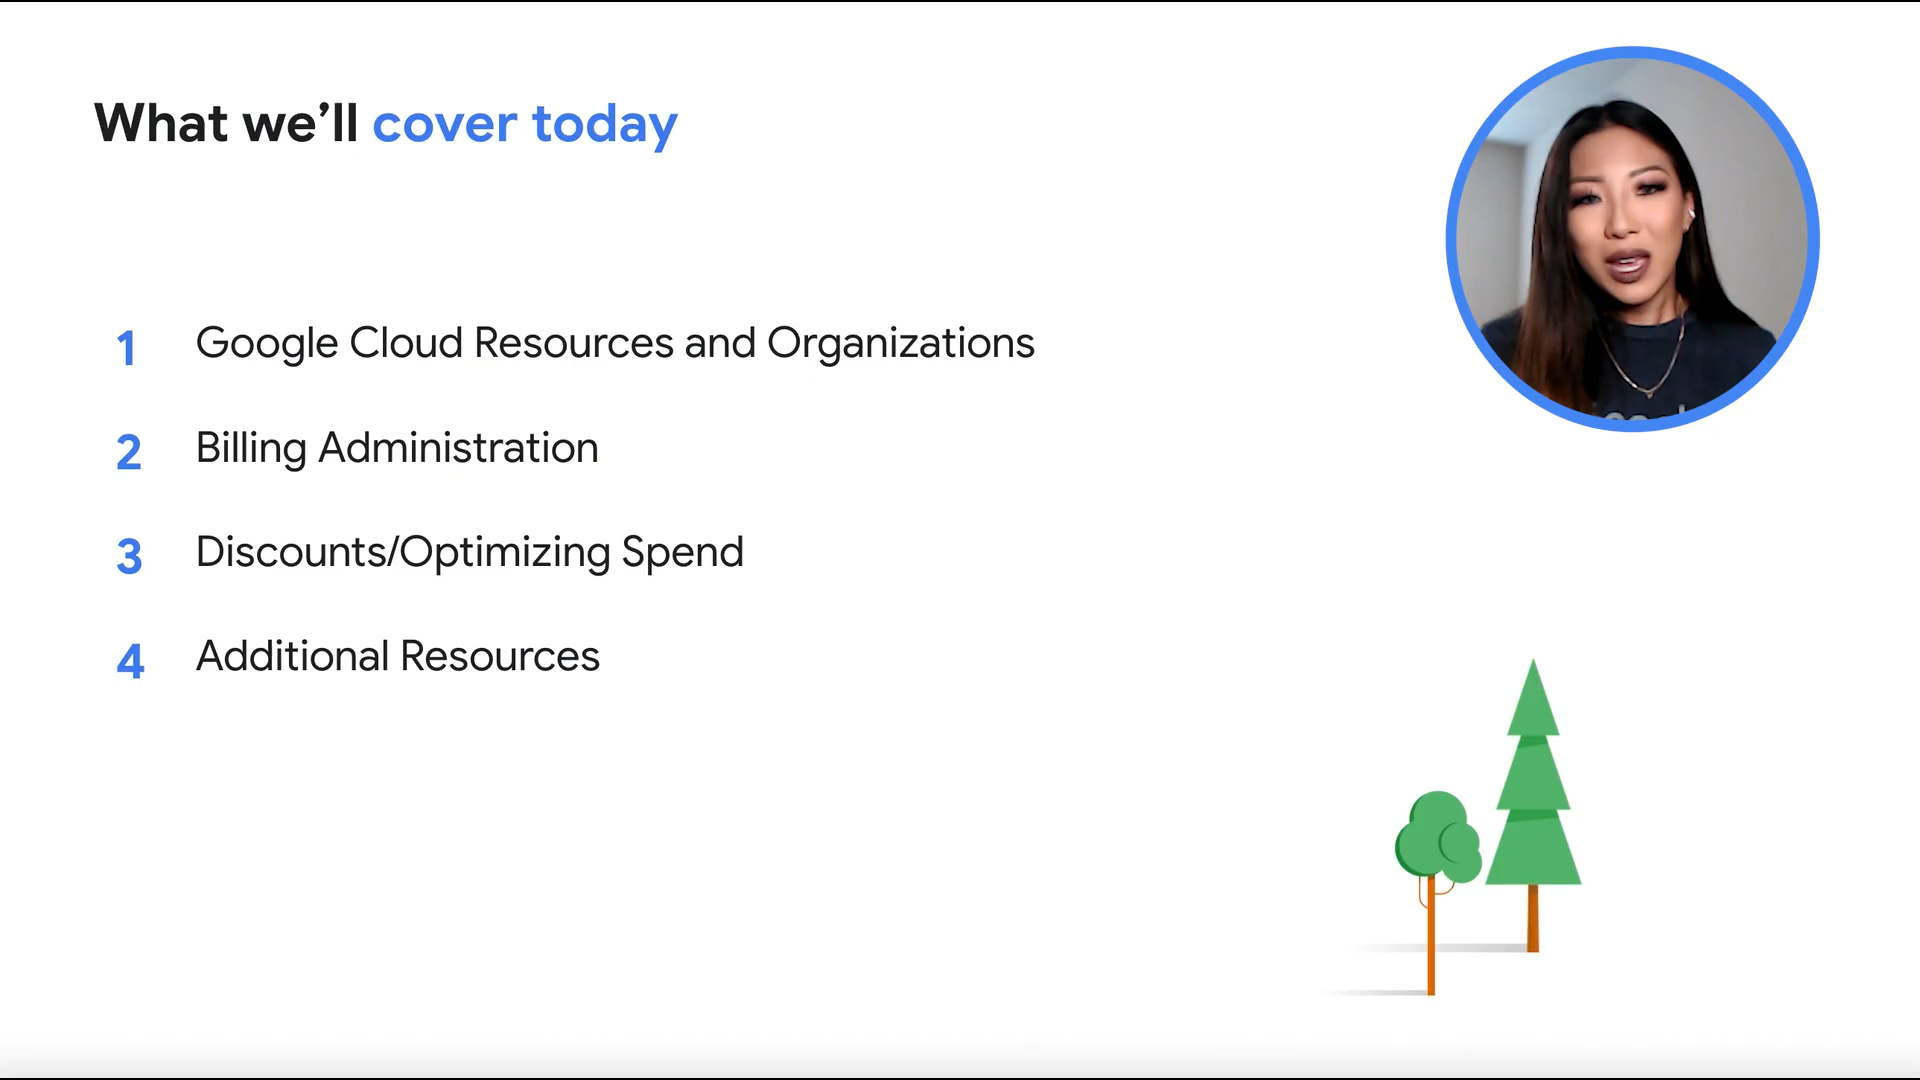 What we’ll cover today
1 Google Cloud Resources and Organizations
2 Billing Administration
3 Discounts/Optimizing Spend
4 Additional Resources